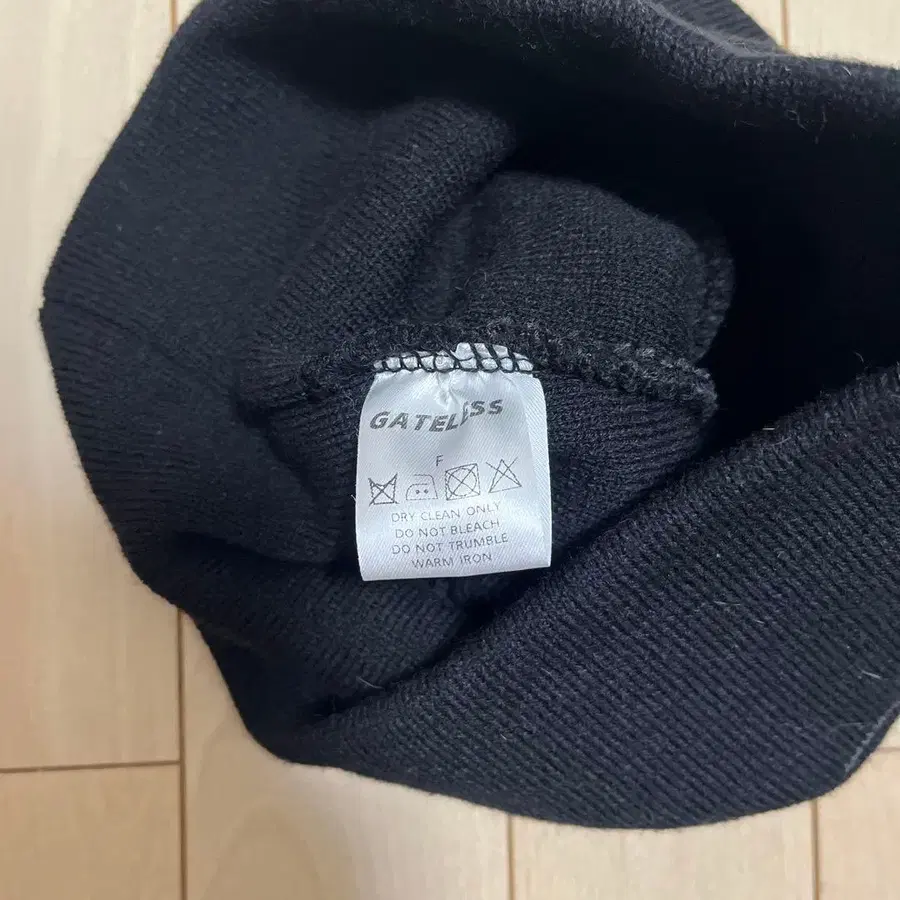 GATELESS
F
DRY CLEAN ONLY
DO NOT BLEACH
DO NOT TRUMBLE
WARM IRON